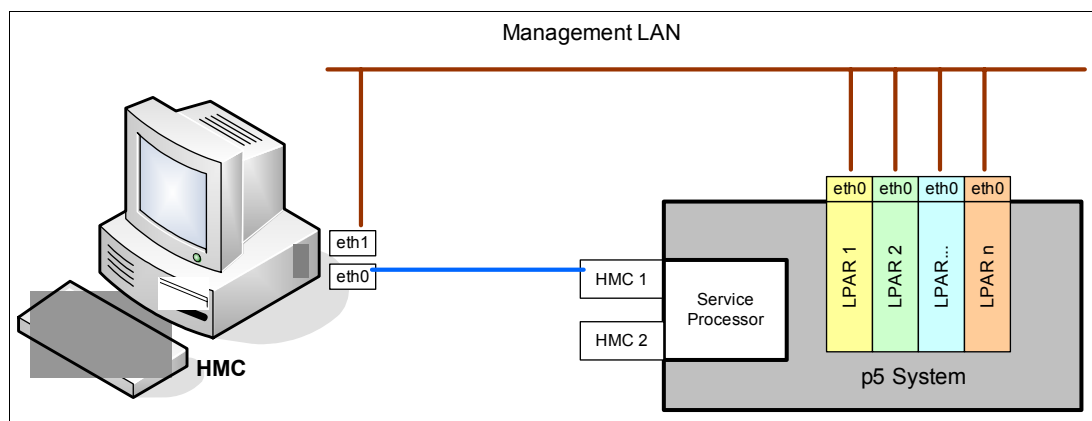 Management LAN
eth0 eth0 eth0 eth0
eth1
eth0
HMC 1
HMC 2
Service
Processor
LPAR 1
LPAR 2
LPAR...
LPAR n
HMC
p5 System